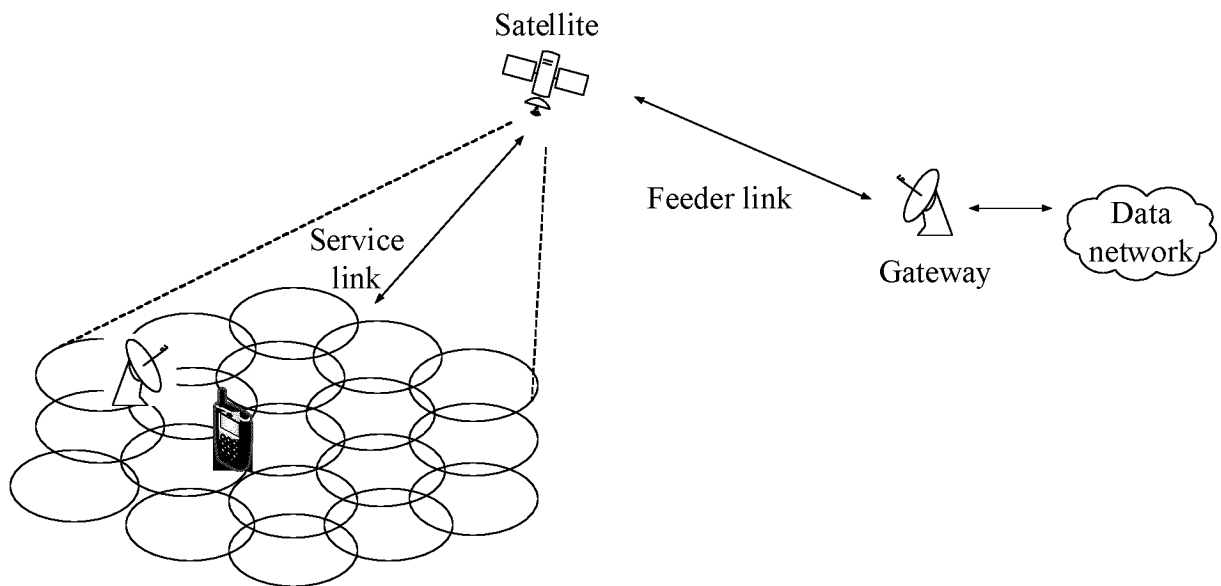 Satellite
Feeder link
Service
link
Gateway
Data
network